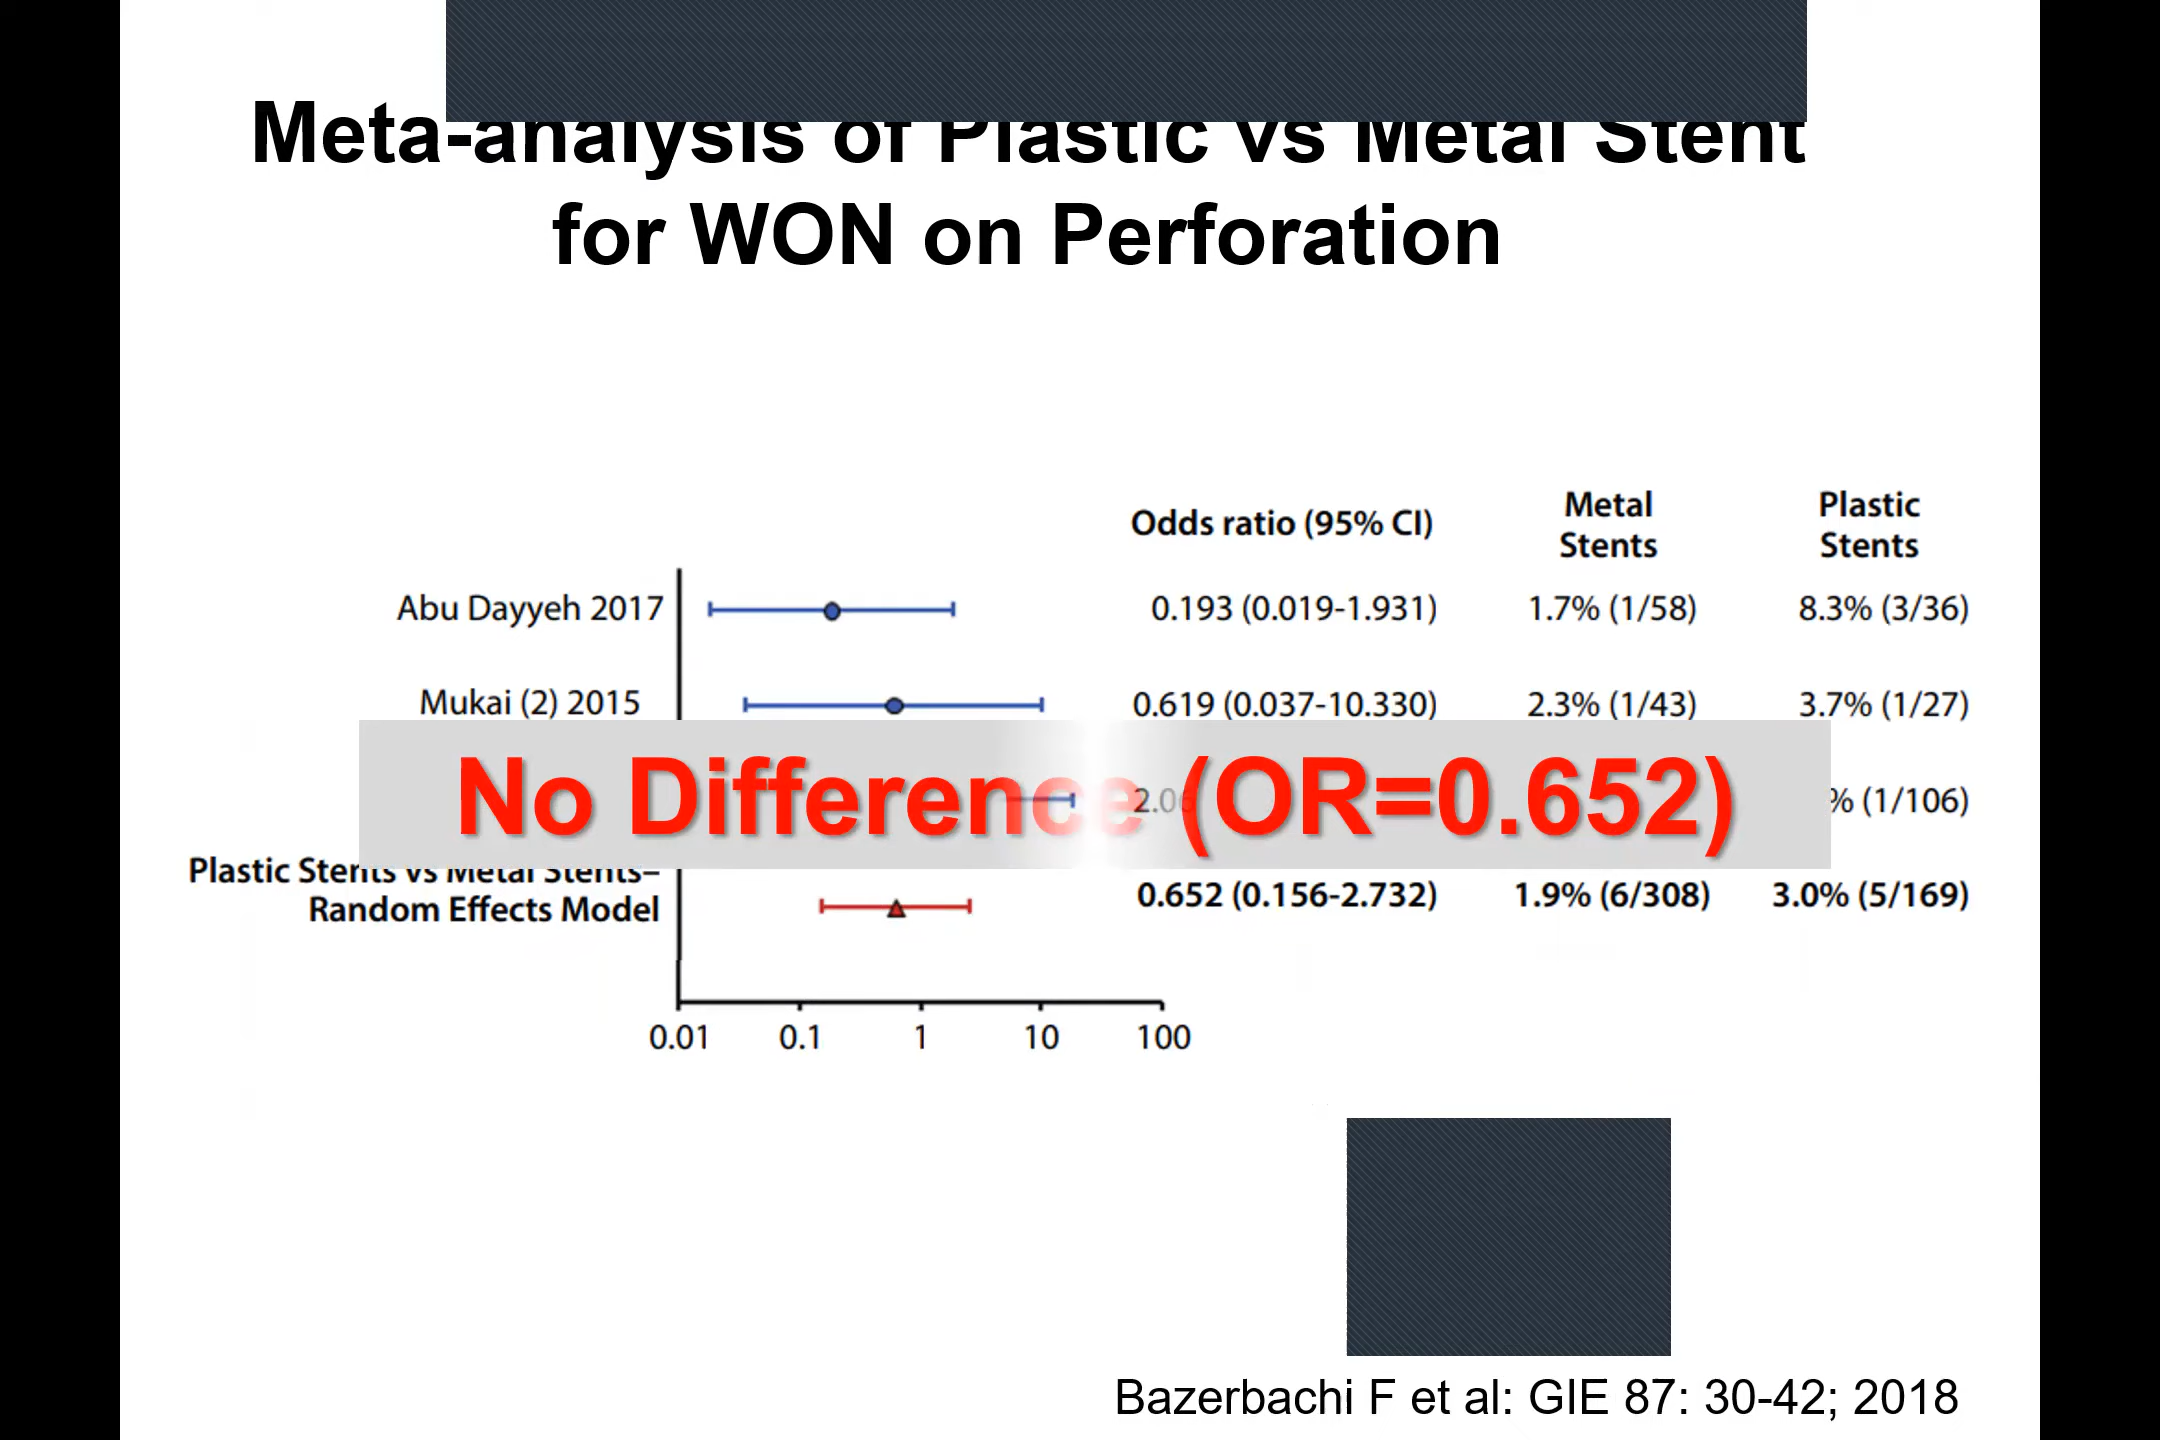 Meta-analysis of Plastic vs Metal Stent
for WON on Perforation
Odds ratio (95% CI)
Metal
Stents
Plastic
Stents
Abu Dayyeh 2017
0.193 (0.019-1.931)
1.7% (1/58)
8.3% (3/36)
Mukai (2) 2015
0.619 (0.037-10.330)
2.3% (1/43)
3.7% (1/27)
No Difference (OR=0.652)
% (1/106)
Plastic Stents vs Metal Stents–
Random Effects Model
0.652 (0.156-2.732)
1.9% (6/308)
3.0% (5/169)
0.01
0.1
1
10
100
Bazerbachi F et al: GIE 87: 30-42; 2018